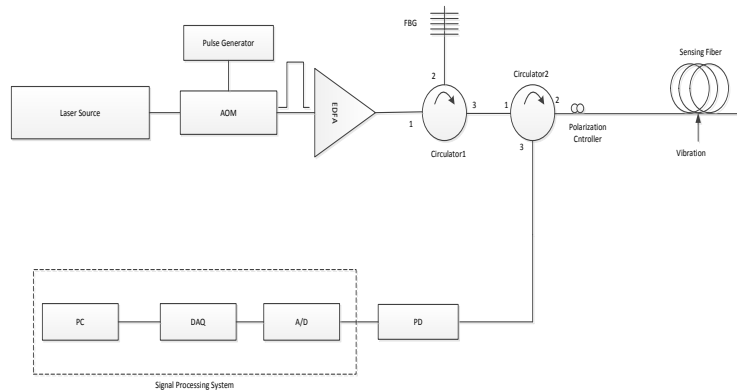 FBG
Pulse Generator
Laser Source
AOM
EDFA
2
1
3
Circulator1
Circulator2
1
2
3
Polarization
Cntroller
Sensing Fiber
Vibration
PC
DAQ
A/D
PD
Signal Processing System